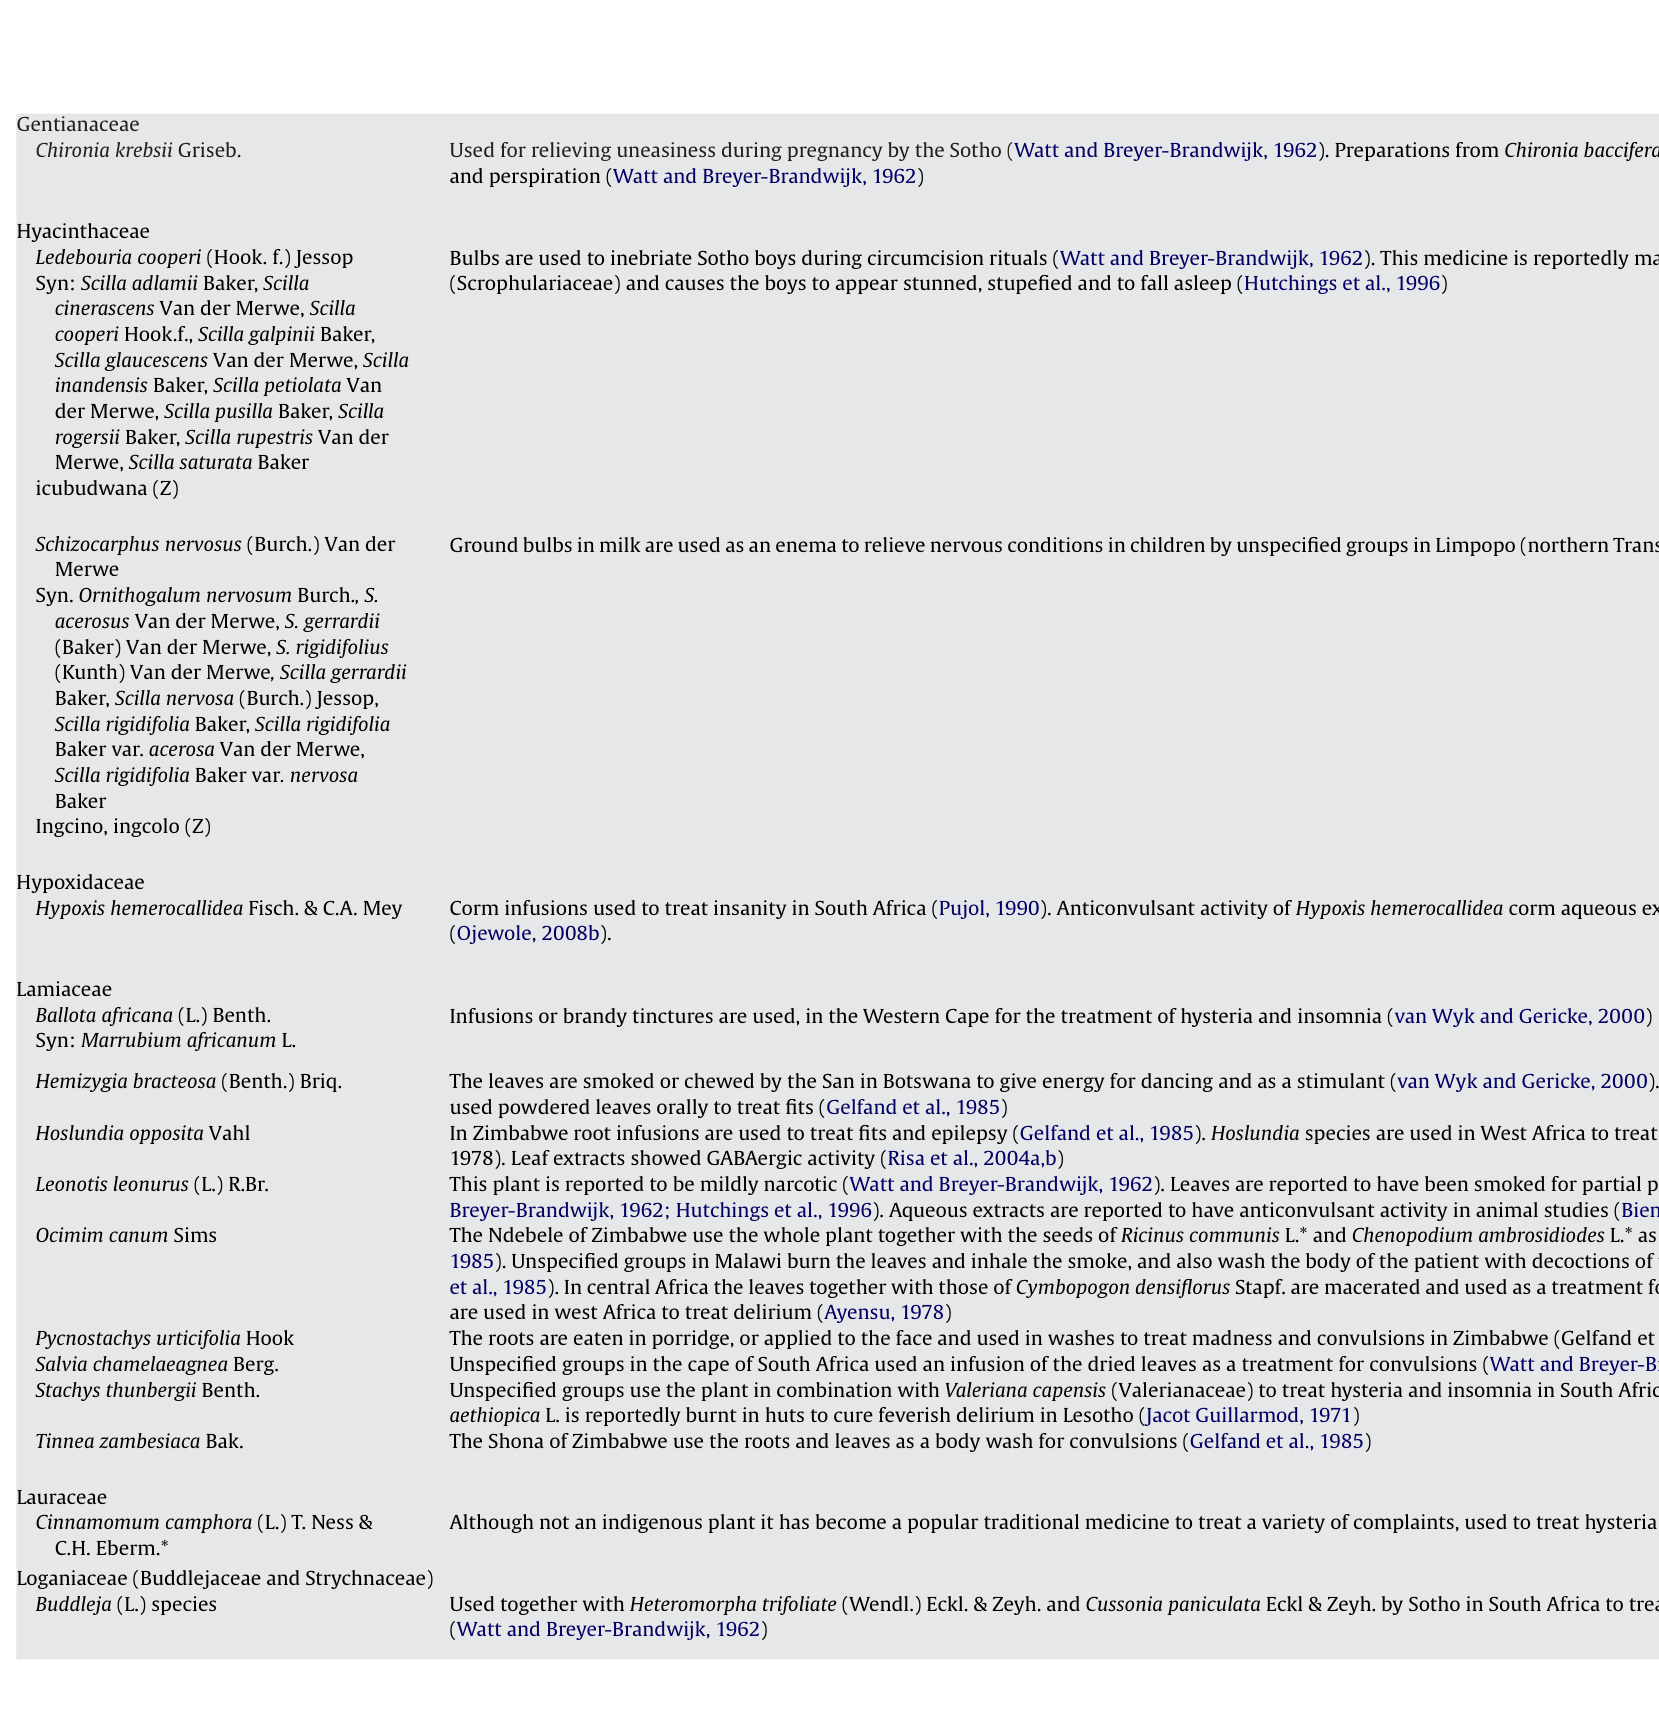 Gentianaceae
Chironia krebsii Griseb. Used for relieving uneasiness during pregnancy by the Sotho (Watt and Breyer-Brandwijk, 1962). Preparations from Chironia baccifera
and perspiration (Watt and Breyer-Brandwijk, 1962)
Hyacinthaceae
Ledebouria cooperi (Hook. f.) Jessop Bulbs are used to inebriate Sotho boys during circumcision rituals (Watt and Breyer-Brandwijk, 1962). This medicine is reportedly
Syn: Scilla adlamii Baker, Scilla (Scrophulariaceae) and causes the boys to appear stunned, stupefied and to fall asleep (Hutchings et al., 1996)
cinerascens Van der Merwe, Scilla
cooperi Hook.f., Scilla galpinii Baker,
Scilla glaucescens Van der Merwe, Scilla
inandensis Baker, Scilla petiolata Van
der Merwe, Scilla pusilla Baker, Scilla
rogersii Baker, Scilla rupestris Van der
Merwe, Scilla saturata Baker
icubudwana (Z)
Schizocarphus nervosus (Burch.) Van der Ground bulbs in milk are used as an enema to relieve nervous conditions in children by unspecified groups in Limpopo (northern
Merwe
Syn. Ornithogalum nervosum Burch., S.
acerosus Van der Merwe, S. gerrardii
(Baker) Van der Merwe, S. rigidifolius
(Kunth) Van der Merwe, Scilla gerrardii
Baker, Scilla nervosa (Burch.) Jessop,
Scilla rigidifolia Baker, Scilla rigidifolia
Baker var. acerosa Van der Merwe,
Scilla rigidifolia Baker var. nervosa
Baker
Ingcino, ingcolo (Z)
Hypoxidaceae
Hypoxis hemerocallidea Fisch. & C.A. Mey Corm infusions used to treat insanity in South Africa (Pujol, 1990). Anticonvulsant activity of Hypoxis hemerocallidea corm aqueous
(Ojewole, 2008b).
Lamiaceae
Ballota africana (L.) Benth. Infusions or brandy tinctures are used, in the Western Cape for the treatment of hysteria and insomnia (van Wyk and Gericke, 2000)
Syn: Marrubium africanum L.
Hemizygia bracteosa (Benth.) Briq. The leaves are smoked or chewed by the San in Botswana to give energy for dancing and as a stimulant (van Wyk and Gericke, 2000).
used powdered leaves orally to treat fits (Gelfand et al., 1985)
Hoslundia opposita Vahl In Zimbabwe root infusions are used to treat fits and epilepsy (Gelfand et al., 1985). Hoslundia species are used in West Africa to treat
1978). Leaf extracts showed GABAergic activity (Risa et al., 2004a,b)
Leonotis leonurus (L.) R.Br. This plant is reported to be mildly narcotic (Watt and Breyer-Brandwijk, 1962). Leaves are reported to have been smoked for partial
Breyer-Brandwijk, 1962; Hutchings et al., 1996). Aqueous extracts are reported to have anticonvulsant activity in animal studies
Ocimim canum Sims The Ndebele of Zimbabwe use the whole plant together with the seeds of Ricinus communis L.* and Chenopodium ambrosidiodes L.* as
1985). Unspecified groups in Malawi burn the leaves and inhale the smoke, and also wash the body of the patient with decoctions of
et al., 1985). In central Africa the leaves together with those of Cymbopogon densiflorus Stapf. are macerated and used as a treatment
are used in west Africa to treat delirium (Ayensu, 1978)
Pycnostachys urticifolia Hook The roots are eaten in porridge, or applied to the face and used in washes to treat madness and convulsions in Zimbabwe (Gelfand et
Salvia chamelaeagnea Berg. Unspecified groups in the cape of South Africa used an infusion of the dried leaves as a treatment for convulsions (Watt and
Stachys thunbergii Benth. Unspecified groups use the plant in combination with Valeriana capensis (Valerianaceae) to treat hysteria and insomnia in South
aethiopica L. is reportedly burnt in huts to cure feverish delirium in Lesotho (Jacot Guillarmod, 1971)
Tinnea zambesiaca Bak. The Shona of Zimbabwe use the roots and leaves as a body wash for convulsions (Gelfand et al., 1985)
Lauraceae
Cinnamomum camphora (L.) T. Ness & Although not an indigenous plant it has become a popular traditional medicine to treat a variety of complaints, used to treat hysteria
C.H. Eberm.*
Loganiaceae (Buddlejaceae and Strychnaceae)
Buddleja (L.) species Used together with Heteromorpha trifoliate (Wendl.) Eckl. & Zeyh. and Cussonia paniculata Eckl & Zeyh. by Sotho in South Africa to
(Watt and Breyer-Brandwijk, 1962)